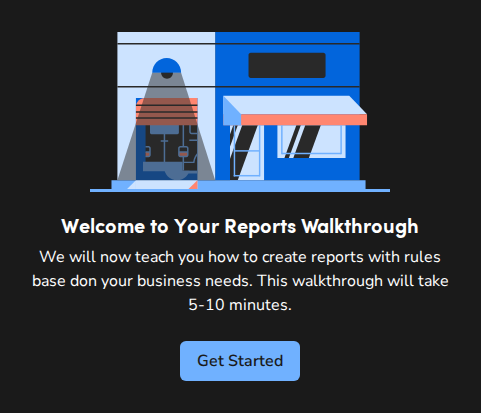 Welcome to Your Reports Walkthrough
We will now teach you how to create reports with rules
base don your business needs. This walkthrough will take
5-10 minutes.
Get Started